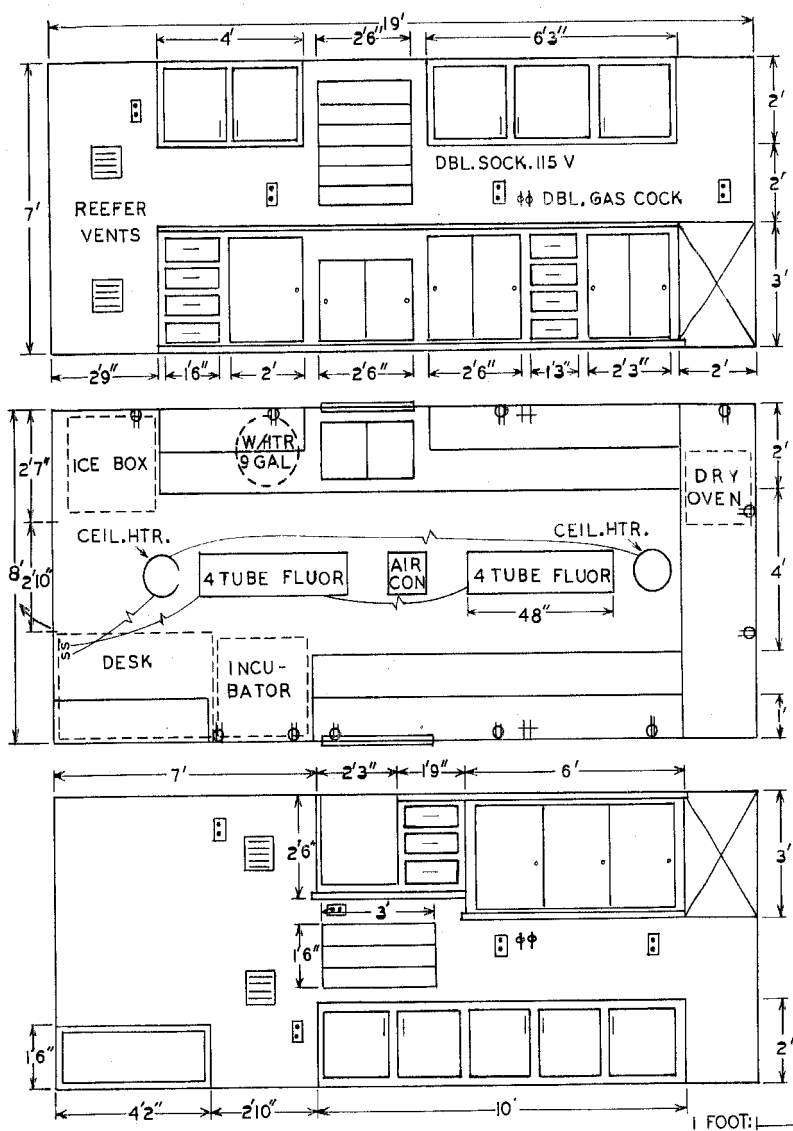 19'
4'
2'6"
6'3"
7'
2'
2'
3'
DBL. SOCK. 115 V
ϕϕ DBL. GAS COCK
REEFER
VENTS
2'9"
1'6"
2'
2'6"
2'6"
1'3"
2'3"
2'
8'
2'7"
2'10"
ICE BOX
W/HTR
9 GAL
DRY
OVEN
2'
4'
1'
CEIL. HTR.
CEIL. HTR.
4 TUBE FLUOR
AIR
CON
4 TUBE FLUOR
48"
SS
DESK
INCU-
BATOR
7'
2'3"
1'9"
6'
2'6"
3'
3'
1'6"
ϕϕ
1'6"
2'
4'2"
2'10"
10'
1 FOOT: